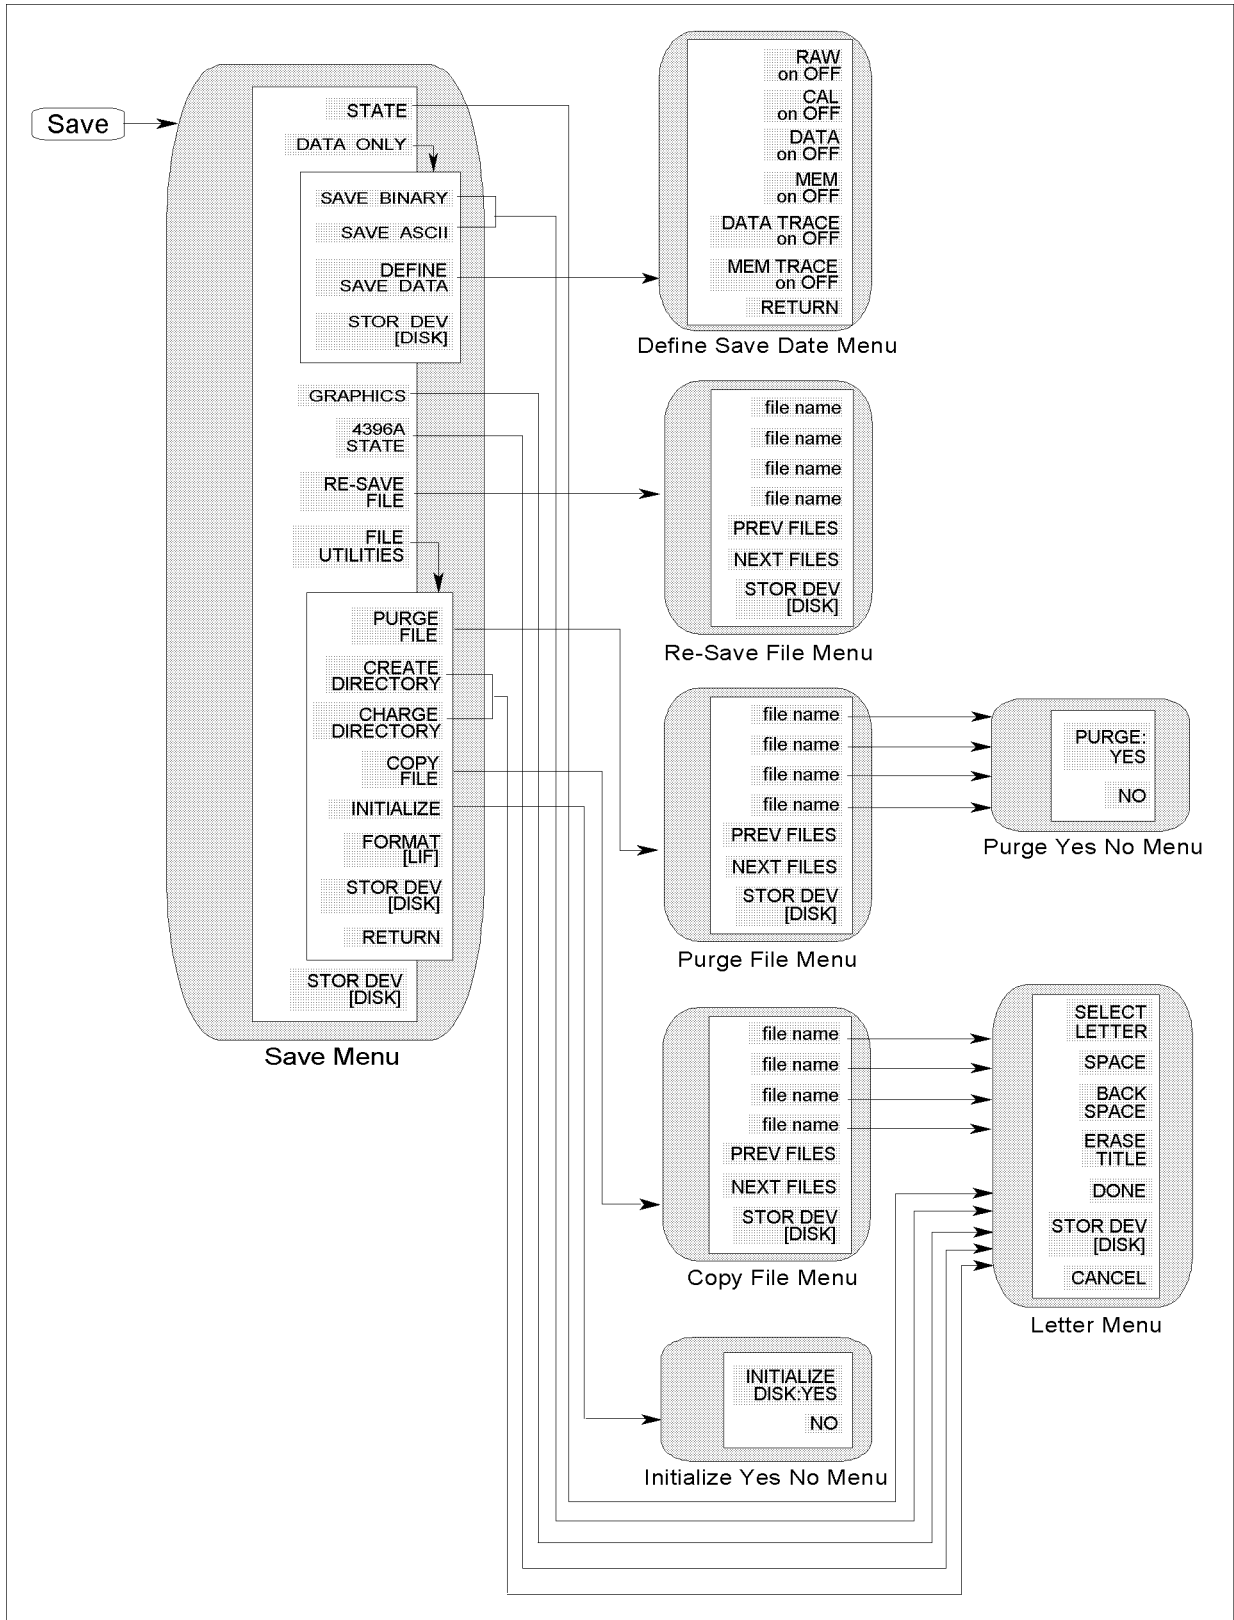 Save
STATE
DATA ONLY
SAVE BINARY
SAVE ASCII
DEFINE
SAVE DATA
STOR DEV
[DISK]
GRAPHICS
4396A
STATE
RE-SAVE
FILE
FILE
UTILITIES
PURGE
FILE
CREATE
DIRECTORY
CHARGE
DIRECTORY
COPY
FILE
INITIALIZE
FORMAT
[LIF]
STOR DEV
[DISK]
RETURN
STOR DEV
[DISK]
Save Menu
RAW
on OFF
CAL
on OFF
DATA
on OFF
MEM
on OFF
DATA TRACE
on OFF
MEM TRACE
on OFF
RETURN
Define Save Date Menu
file name
file name
file name
file name
PREV FILES
NEXT FILES
STOR DEV
[DISK]
Re-Save File Menu
file name
file name
file name
file name
PREV FILES
NEXT FILES
STOR DEV
[DISK]
Purge File Menu
PURGE:
YES
NO
Purge Yes No Menu
file name
file name
file name
file name
PREV FILES
NEXT FILES
STOR DEV
[DISK]
Copy File Menu
SELECT
LETTER
SPACE
BACK
SPACE
ERASE
TITLE
DONE
STOR DEV
[DISK]
CANCEL
Letter Menu
INITIALIZE
DISK:YES
NO
Initialize Yes No Menu